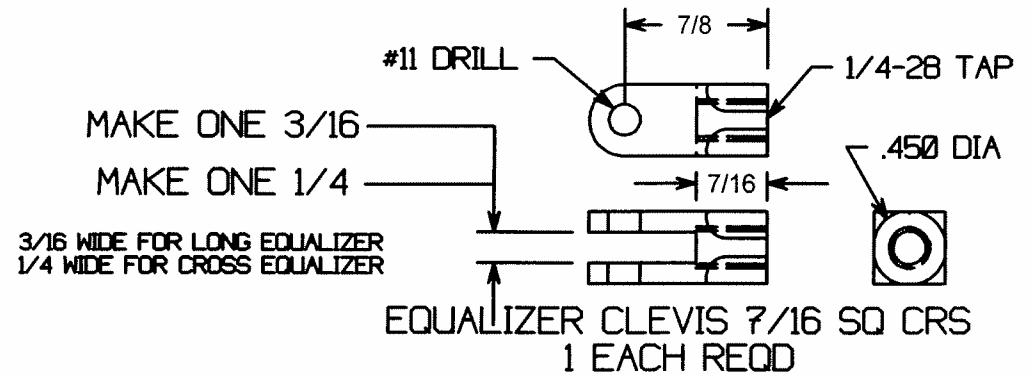 7/8
#11 DRILL
1/4-28 TAP
MAKE ONE 3/16
.450 DIA
MAKE ONE 1/4
7/16
3/16 WIDE FOR LONG EQUALIZER
1/4 WIDE FOR CROSS EQUALIZER
EQUALIZER CLEVIS 7/16 SQ CRS
1 EACH REQD